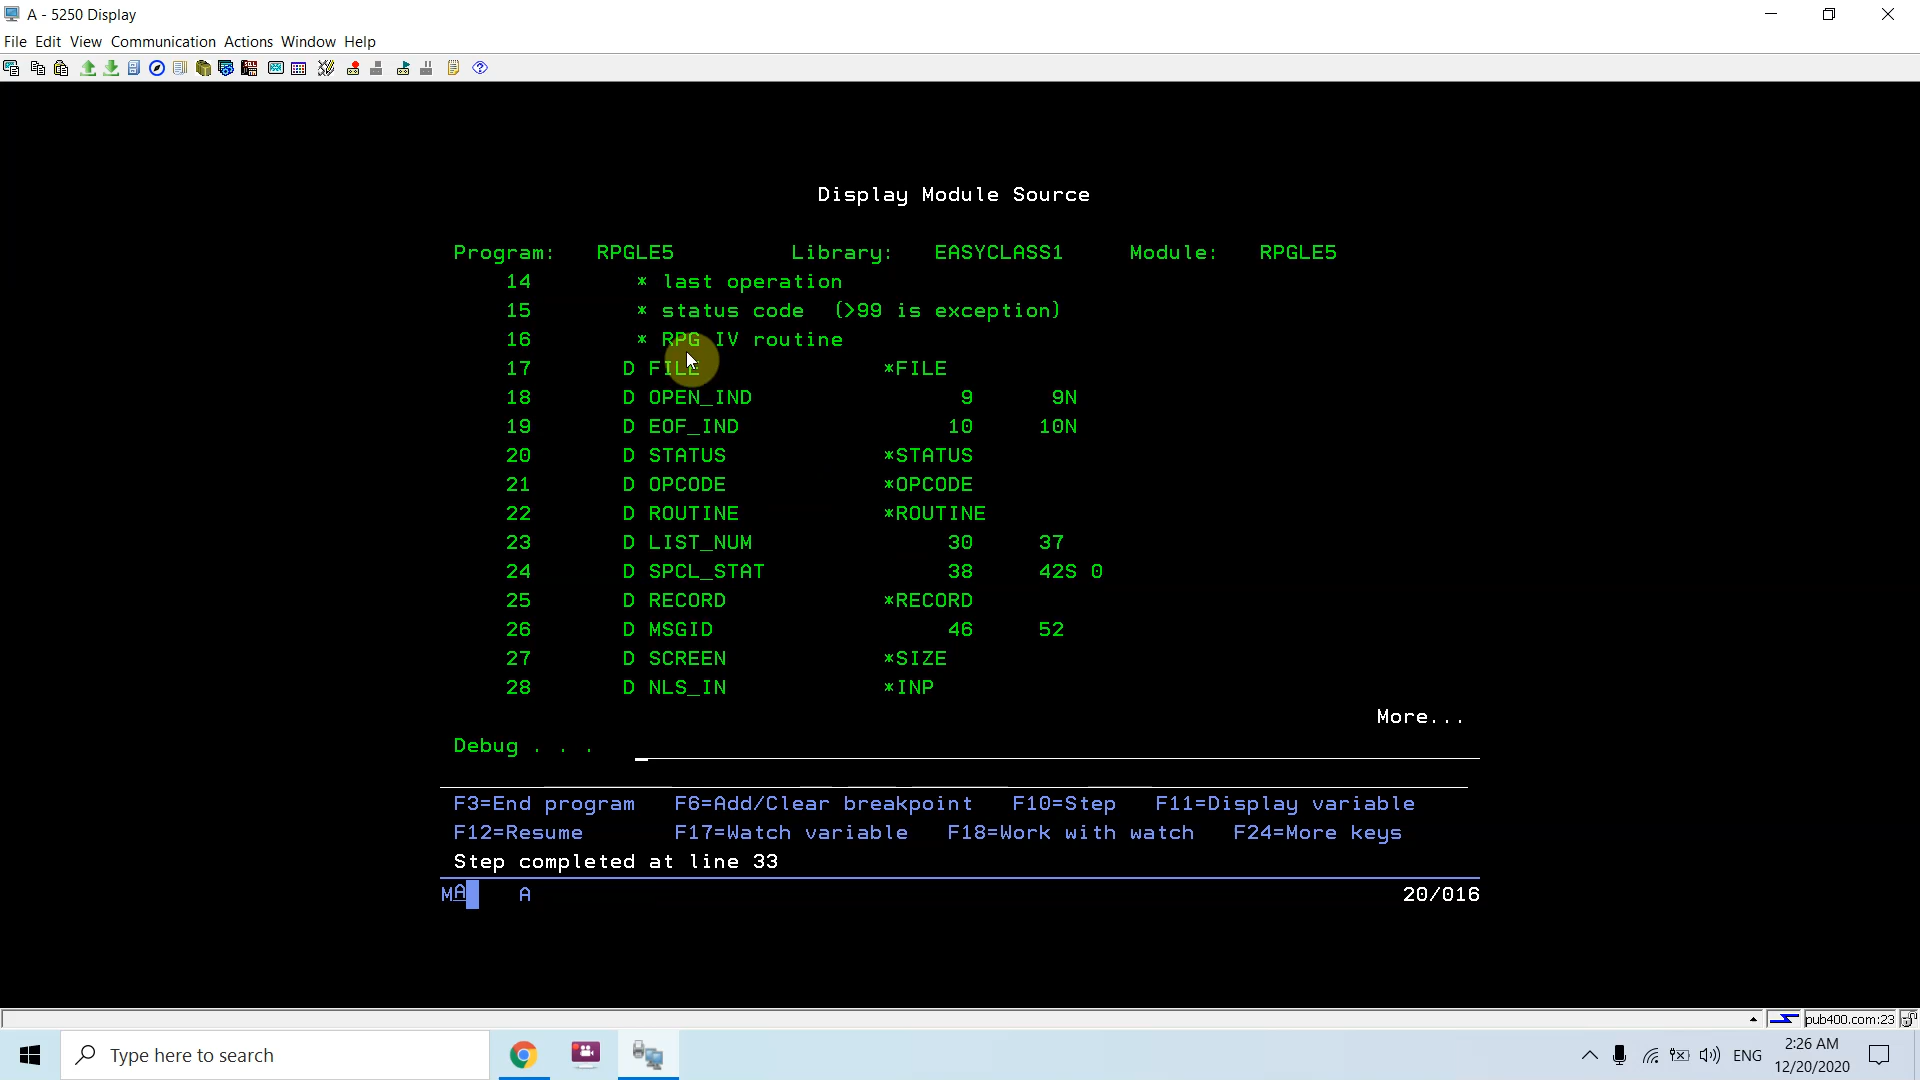 A - 5250 Display
File Edit View Communication Actions Window Help
Display Module Source
Program: RPGLE5 Library: EASYCLASS1 Module: RPGLE5
14 * last operation
15 * status code (>99 is exception)
16 * RPG IV routine
17 D FILE *FILE
18 D OPEN_IND 9 9N
19 D EOF_IND 10 10N
20 D STATUS *STATUS
21 D OPCODE *OPCODE
22 D ROUTINE *ROUTINE
23 D LIST_NUM 30 37
24 D SPCL_STAT 38 42S 0
25 D RECORD *RECORD
26 D MSGID 46 52
27 D SCREEN *SIZE
28 D NLS_IN *INP
More...
Debug . . .
F3=End program F6=Add/Clear breakpoint F10=Step F11=Display variable
F12=Resume F17=Watch variable F18=Work with watch F24=More keys
Step completed at line 33
MA A 20/016
pub400.com:23
Type here to search
ENG
2:26 AM
12/20/2020